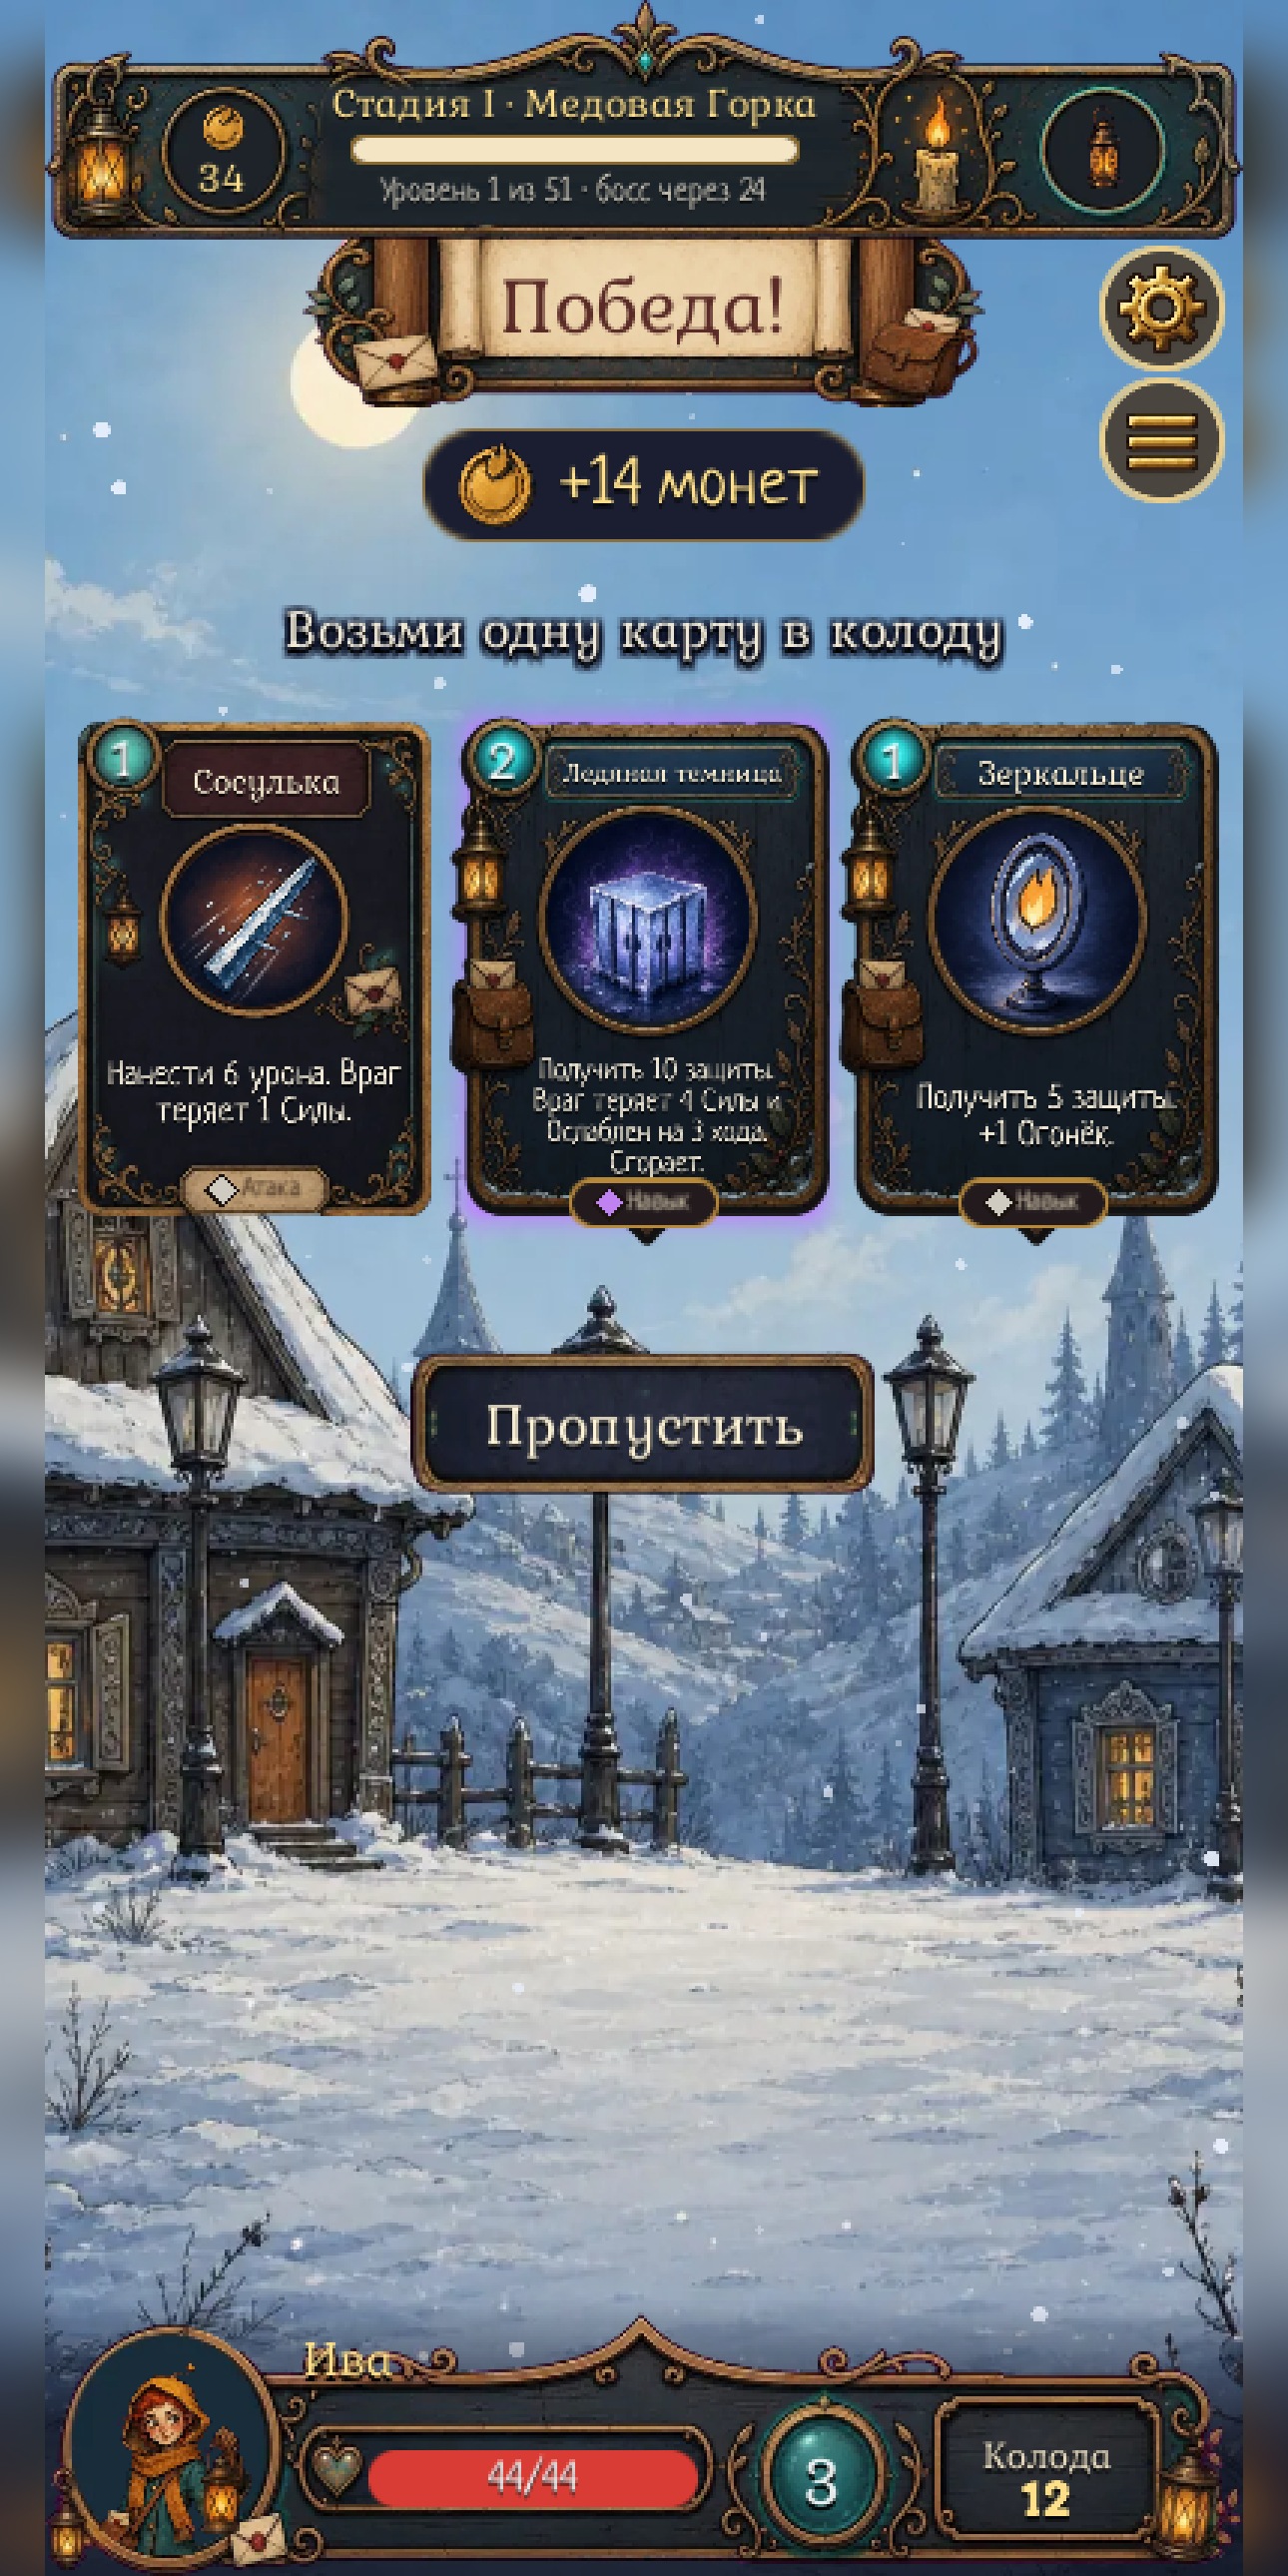 Стадия I · Медовая Горка
34
Уровень 1 из 51 · босс через 24
Победа!
+14 монет
Возьми одну карту в колоду
1
Сосулька
Нанести 6 урона. Враг
теряет 1 Силы.
Атака
2
Ледяная темница
Получить 10 защиты.
Враг теряет 4 Силы и
Ослаблен на 3 хода.
Сгорает.
Навык
1
Зеркальце
Получить 5 защиты.
+1 Огонёк.
Навык
Пропустить
Ива
44/44
3
Колода
12